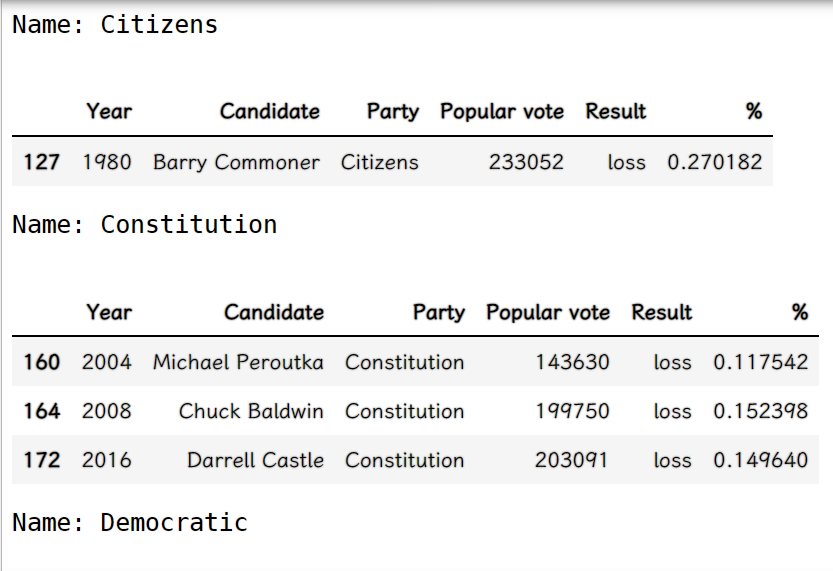 Name: Citizens
Year Candidate Party Popular vote Result %
127 1980 Barry Commoner Citizens 233052 loss 0.270182
Name: Constitution
Year Candidate Party Popular vote Result %
160 2004 Michael Peroutka Constitution 143630 loss 0.117542
164 2008 Chuck Baldwin Constitution 199750 loss 0.152398
172 2016 Darrell Castle Constitution 203091 loss 0.149640
Name: Democratic